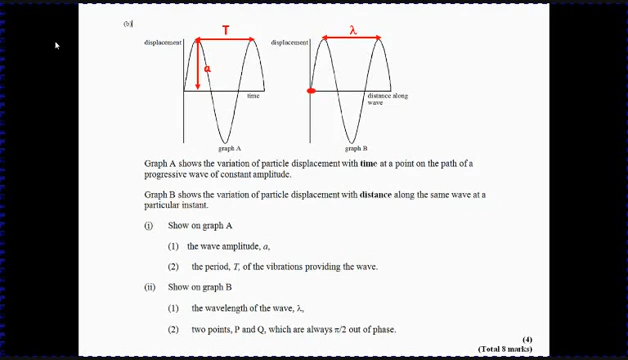 (b)
T
λ
displacement
displacement
a
time
distance along
wave
graph A
graph B
Graph A shows the variation of particle displacement with time at a point on the path of a
progressive wave of constant amplitude.
Graph B shows the variation of particle displacement with distance along the same wave at a
particular instant.
(i) Show on graph A
(1) the wave amplitude, a,
(2) the period, T, of the vibrations providing the wave.
(ii) Show on graph B
(1) the wavelength of the wave, λ,
(2) two points, P and Q, which are always π/2 out of phase.
(4)
(Total 8 marks)